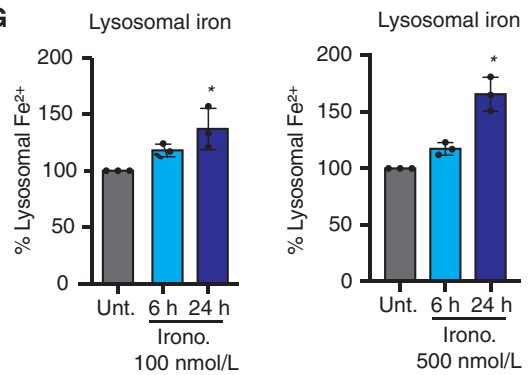 G
Lysosomal iron
% Lysosomal Fe²⁺
200
150
100
50
0
*
Unt.
6 h
24 h
Irono.
100 nmol/L
Lysosomal iron
% Lysosomal Fe²⁺
200
150
100
50
0
*
Unt.
6 h
24 h
Irono.
500 nmol/L